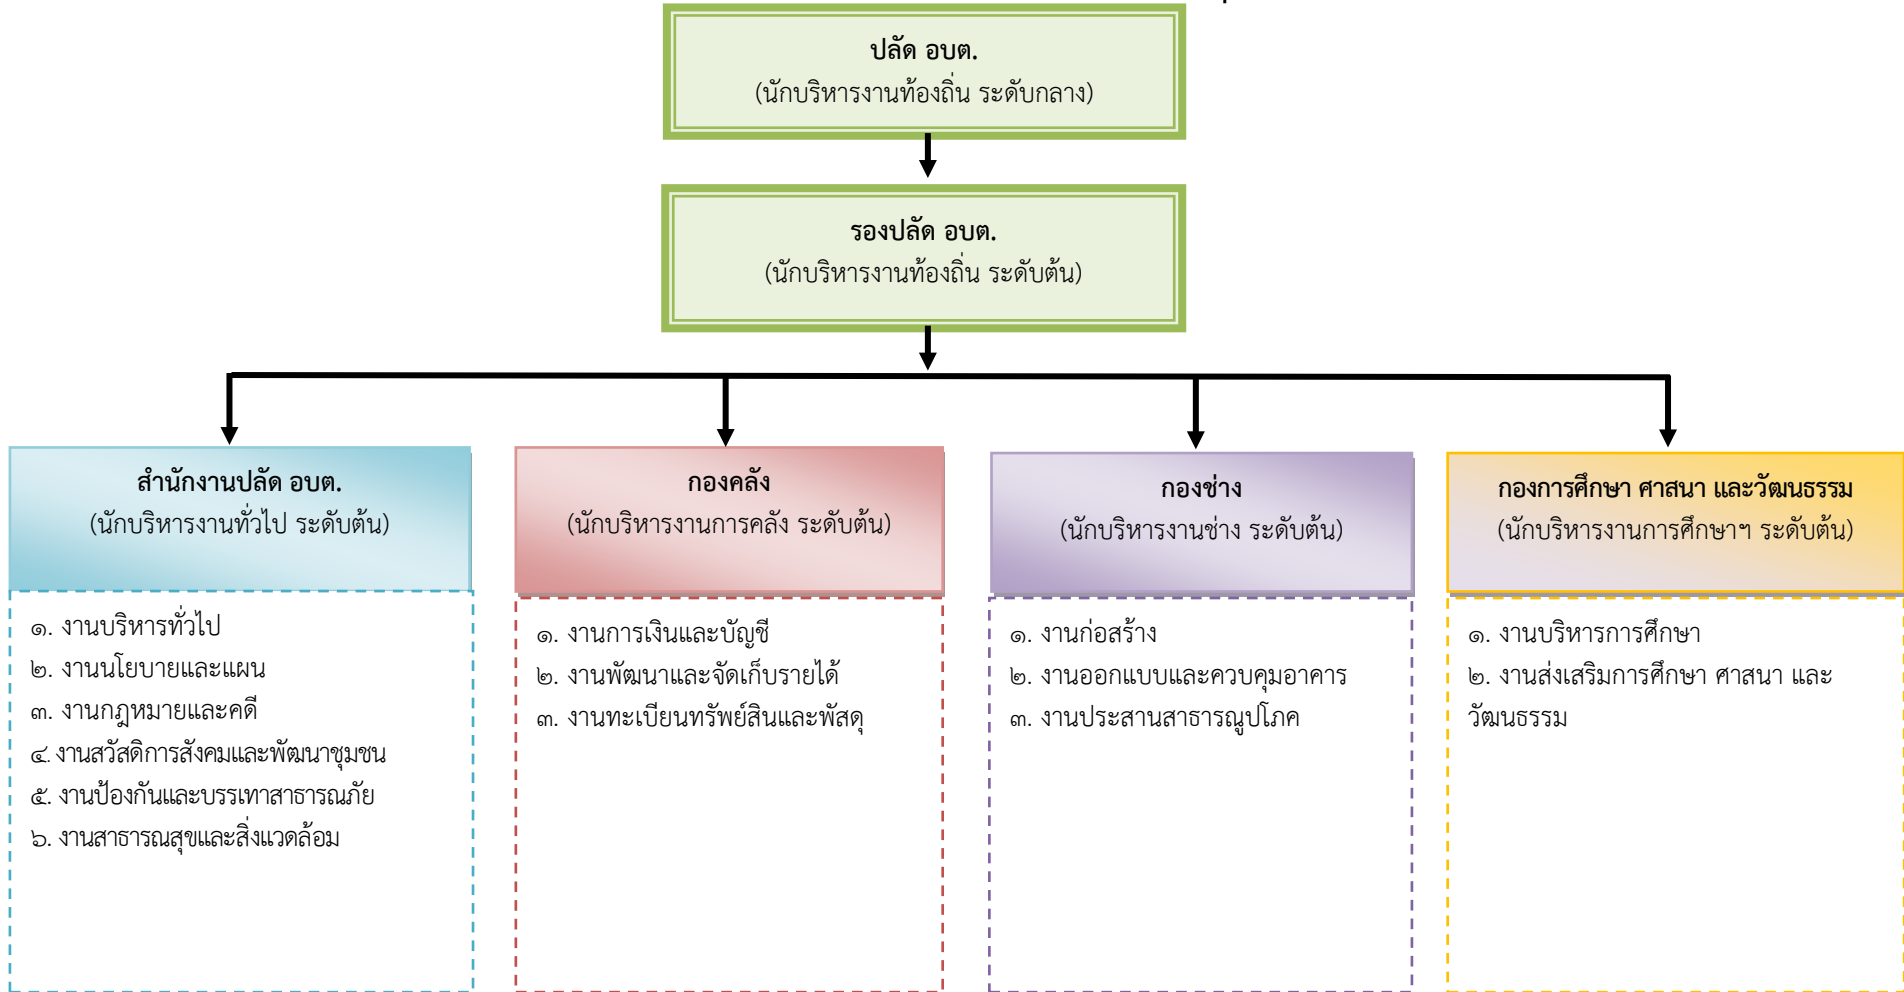 ปลัด อบต.
(นักบริหารงานท้องถิ่น ระดับกลาง)
รองปลัด อบต.
(นักบริหารงานท้องถิ่น ระดับต้น)
สำนักงานปลัด อบต.
(นักบริหารงานทั่วไป ระดับต้น)
๑. งานบริหารทั่วไป
๒. งานนโยบายและแผน
๓. งานกฎหมายและคดี
๔. งานสวัสดิการสังคมและพัฒนาชุมชน
๕. งานป้องกันและบรรเทาสาธารณภัย
๖. งานสาธารณสุขและสิ่งแวดล้อม
กองคลัง
(นักบริหารงานการคลัง ระดับต้น)
๑. งานการเงินและบัญชี
๒. งานพัฒนาและจัดเก็บรายได้
๓. งานทะเบียนทรัพย์สินและพัสดุ
กองช่าง
(นักบริหารงานช่าง ระดับต้น)
๑. งานก่อสร้าง
๒. งานออกแบบและควบคุมอาคาร
๓. งานประสานสาธารณูปโภค
กองการศึกษา ศาสนา และวัฒนธรรม
(นักบริหารงานการศึกษาฯ ระดับต้น)
๑. งานบริหารการศึกษา
๒. งานส่งเสริมการศึกษา ศาสนา และ
วัฒนธรรม